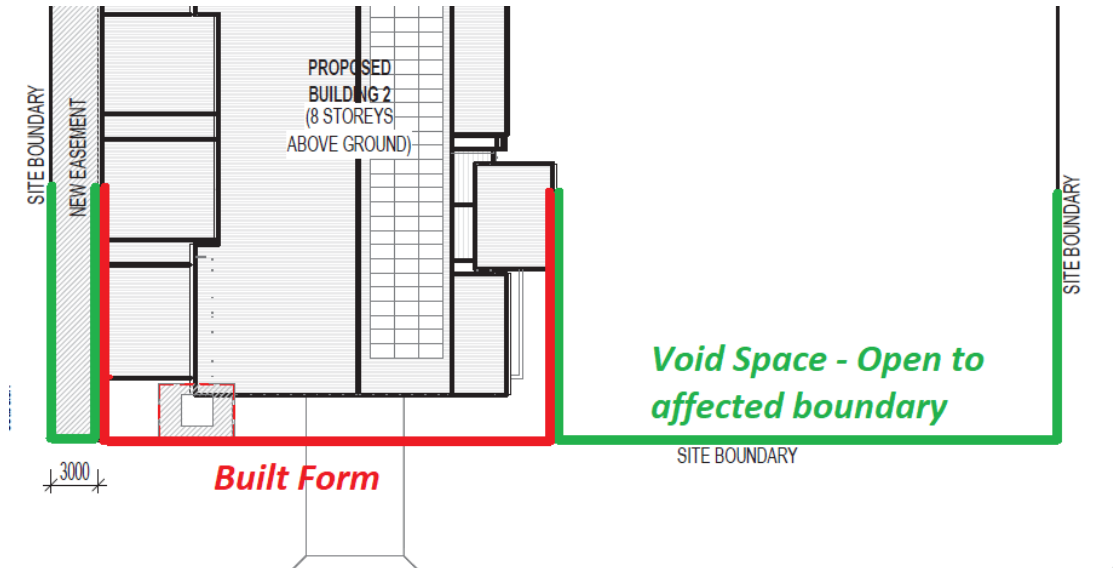 PROPOSED
BUILDING 2
(8 STOREYS
ABOVE GROUND)
SITE BOUNDARY
NEW EASEMENT
SITE BOUNDARY
Void Space - Open to
affected boundary
SITE BOUNDARY
3000
Built Form